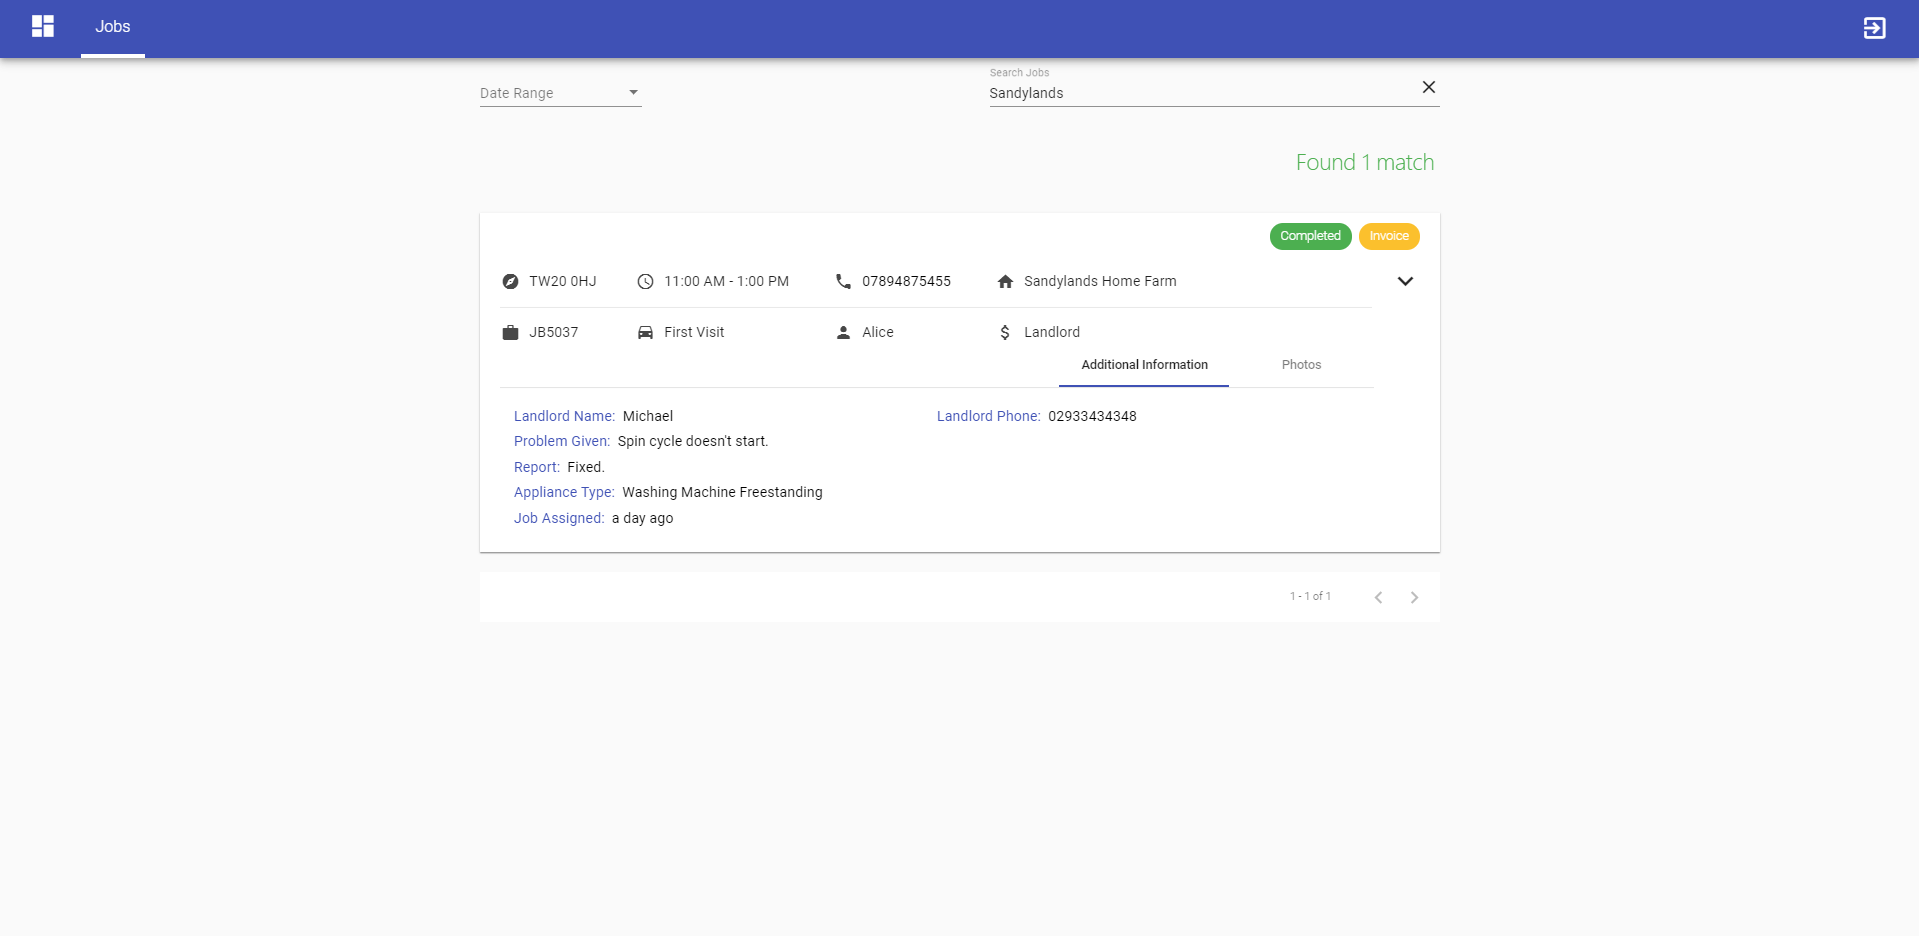 Jobs
Search Jobs
Date Range
Sandylands
Found 1 match
Completed
Invoice
TW20 0HJ
11:00 AM - 1:00 PM
07894875455
Sandylands Home Farm
JB5037
First Visit
Alice
Landlord
Additional Information
Photos
Landlord Name: Michael
Landlord Phone: 02933434348
Problem Given: Spin cycle doesn't start.
Report: Fixed.
Appliance Type: Washing Machine Freestanding
Job Assigned: a day ago
1 - 1 of 1